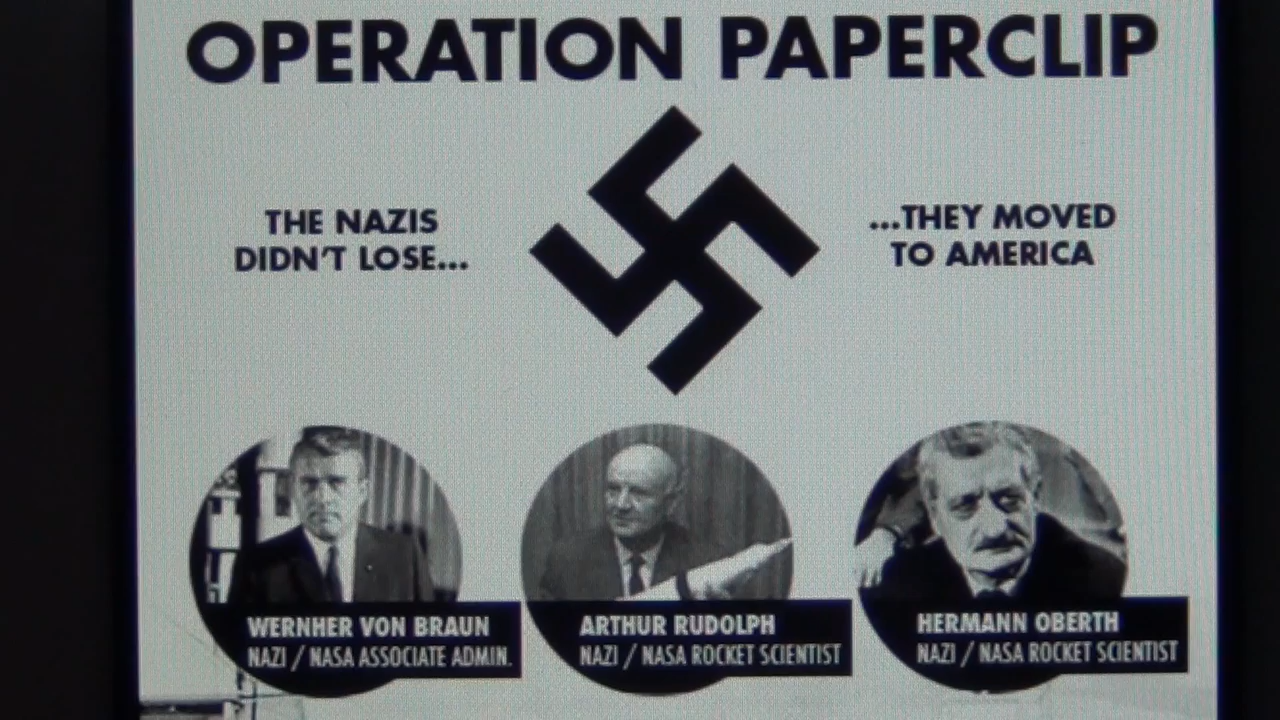 OPERATION PAPERCLIP
THE NAZIS
DIDN'T LOSE...
...THEY MOVED
TO AMERICA
WERNHER VON BRAUN
NAZI / NASA ASSOCIATE ADMIN.
ARTHUR RUDOLPH
NAZI / NASA ROCKET SCIENTIST
HERMANN OBERTH
NAZI / NASA ROCKET SCIENTIST